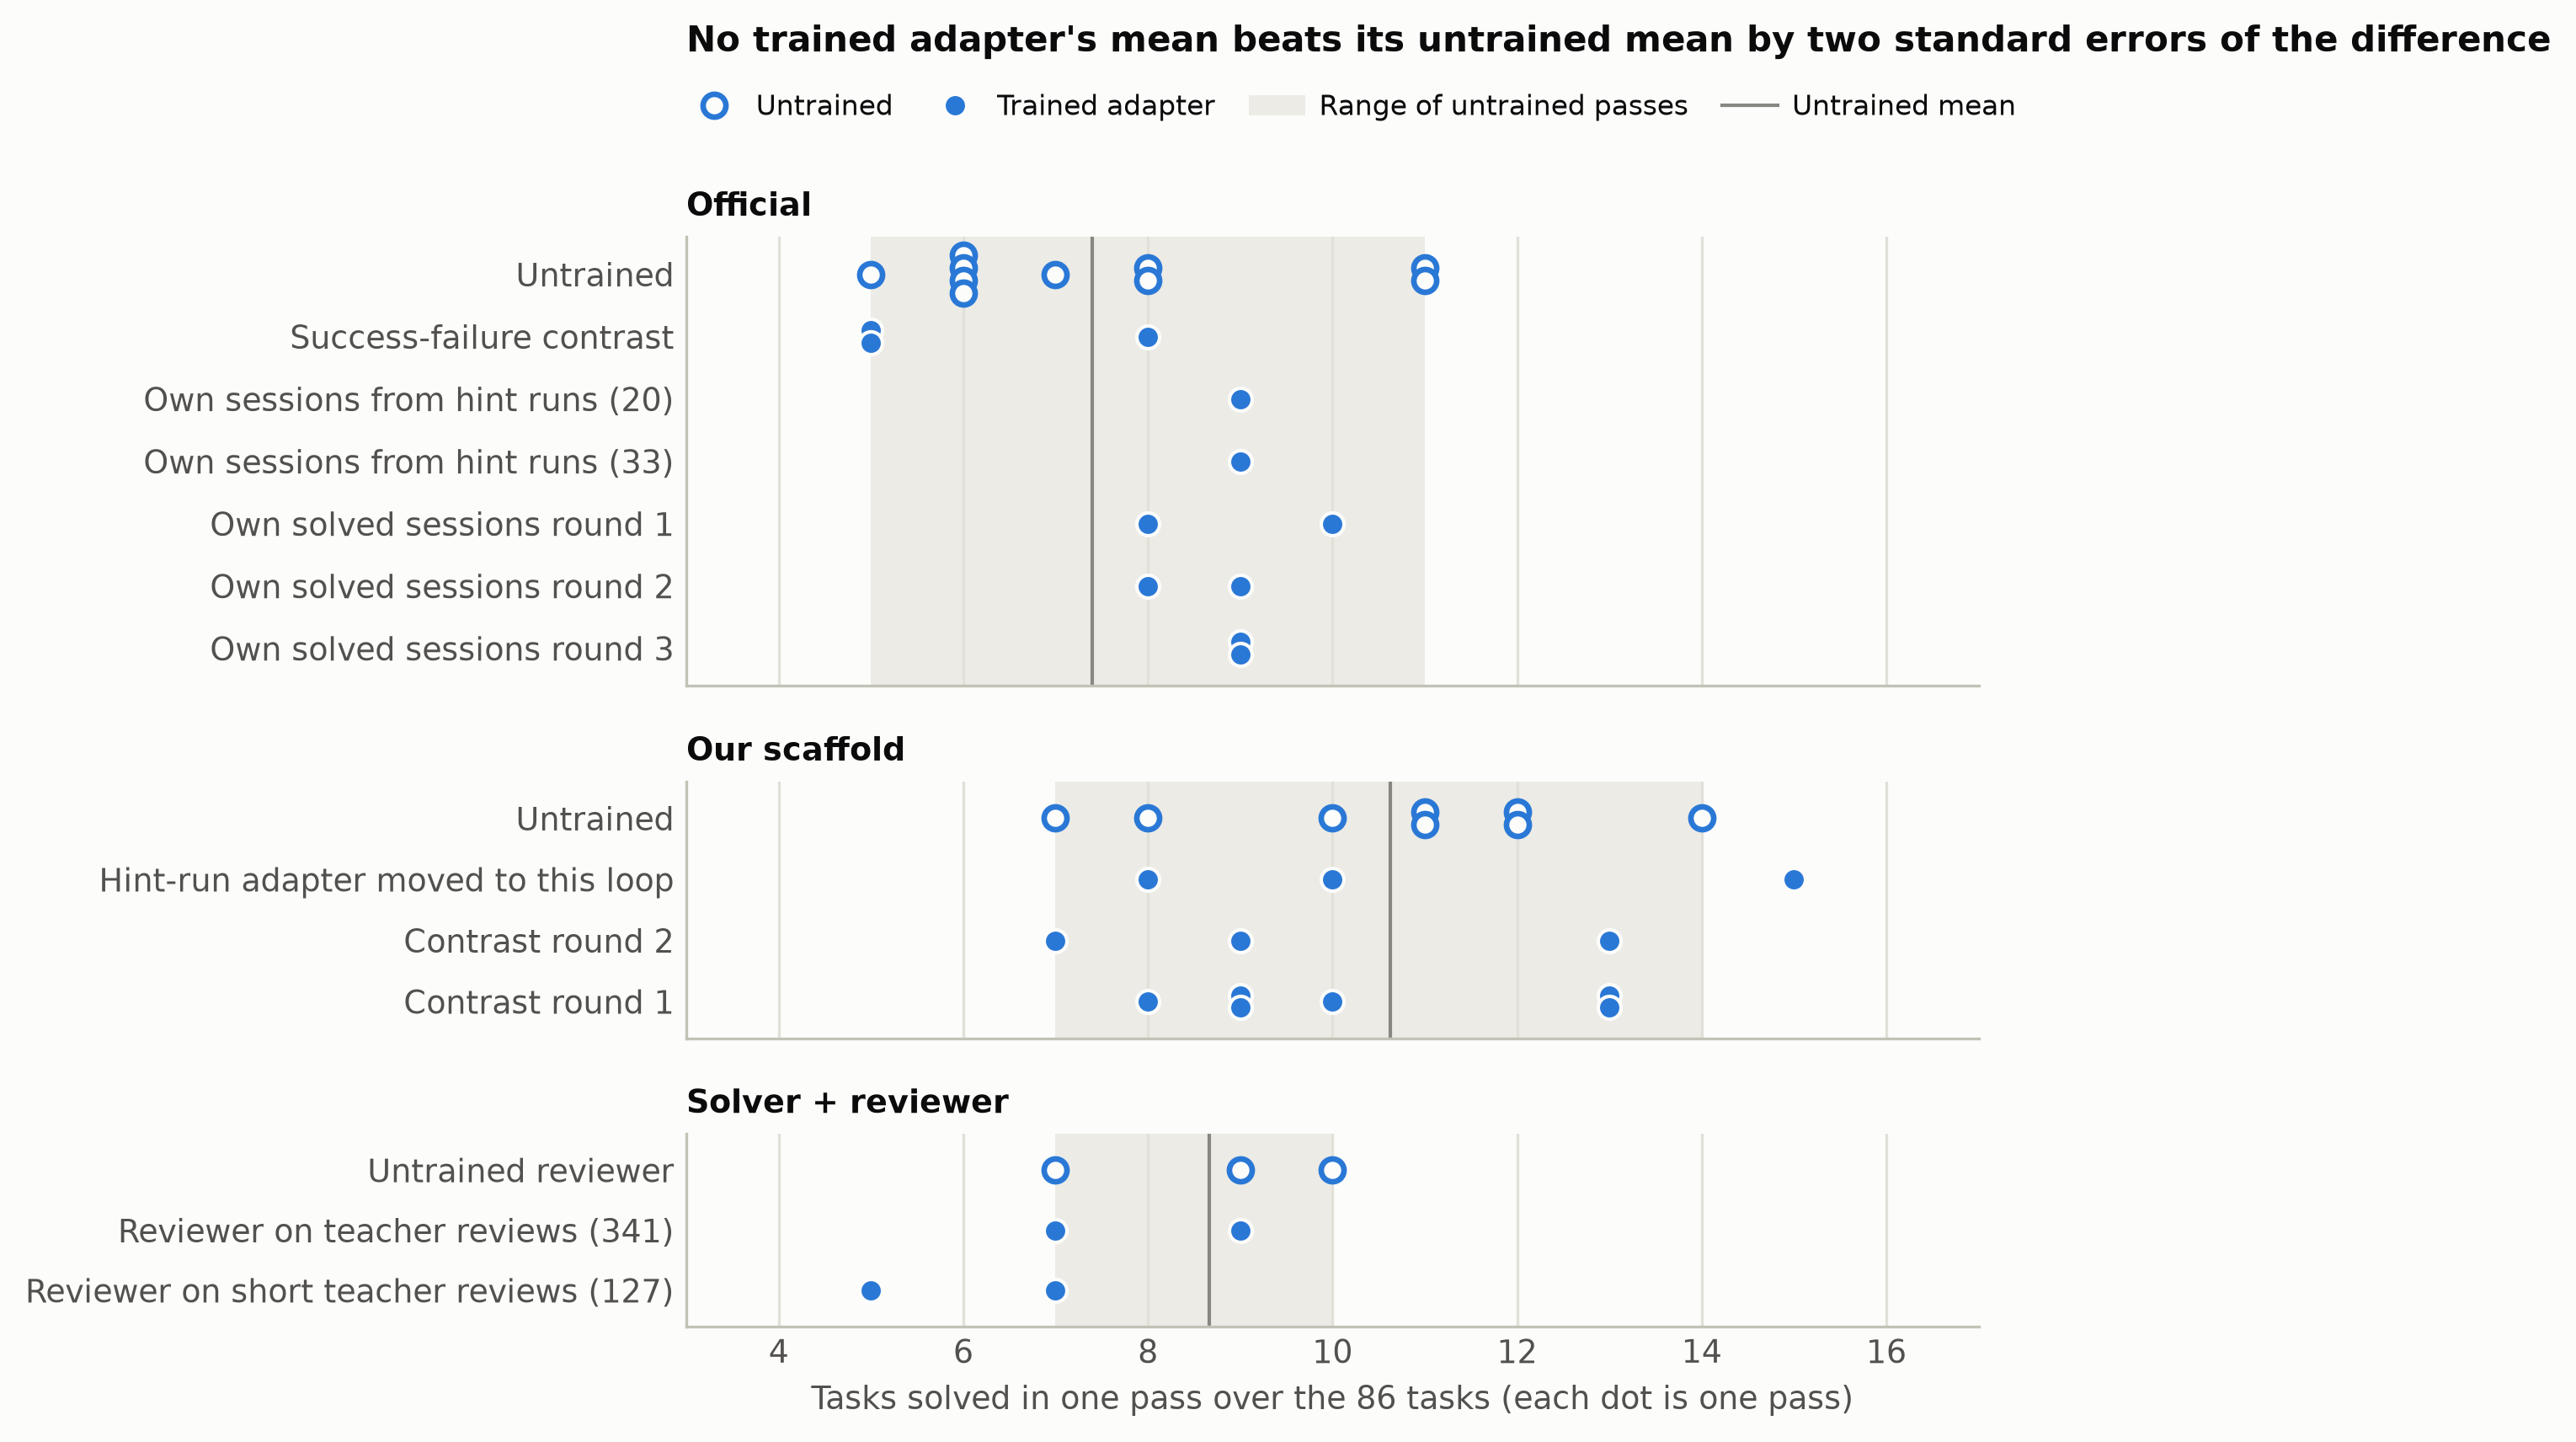 No trained adapter's mean beats its untrained mean by two standard errors of the difference
Untrained
Trained adapter
Range of untrained passes
Untrained mean
Official
Untrained
Success-failure contrast
Own sessions from hint runs (20)
Own sessions from hint runs (33)
Own solved sessions round 1
Own solved sessions round 2
Own solved sessions round 3
Our scaffold
Untrained
Hint-run adapter moved to this loop
Contrast round 2
Contrast round 1
Solver + reviewer
Untrained reviewer
Reviewer on teacher reviews (341)
Reviewer on short teacher reviews (127)
4 6 8 10 12 14 16
Tasks solved in one pass over the 86 tasks (each dot is one pass)